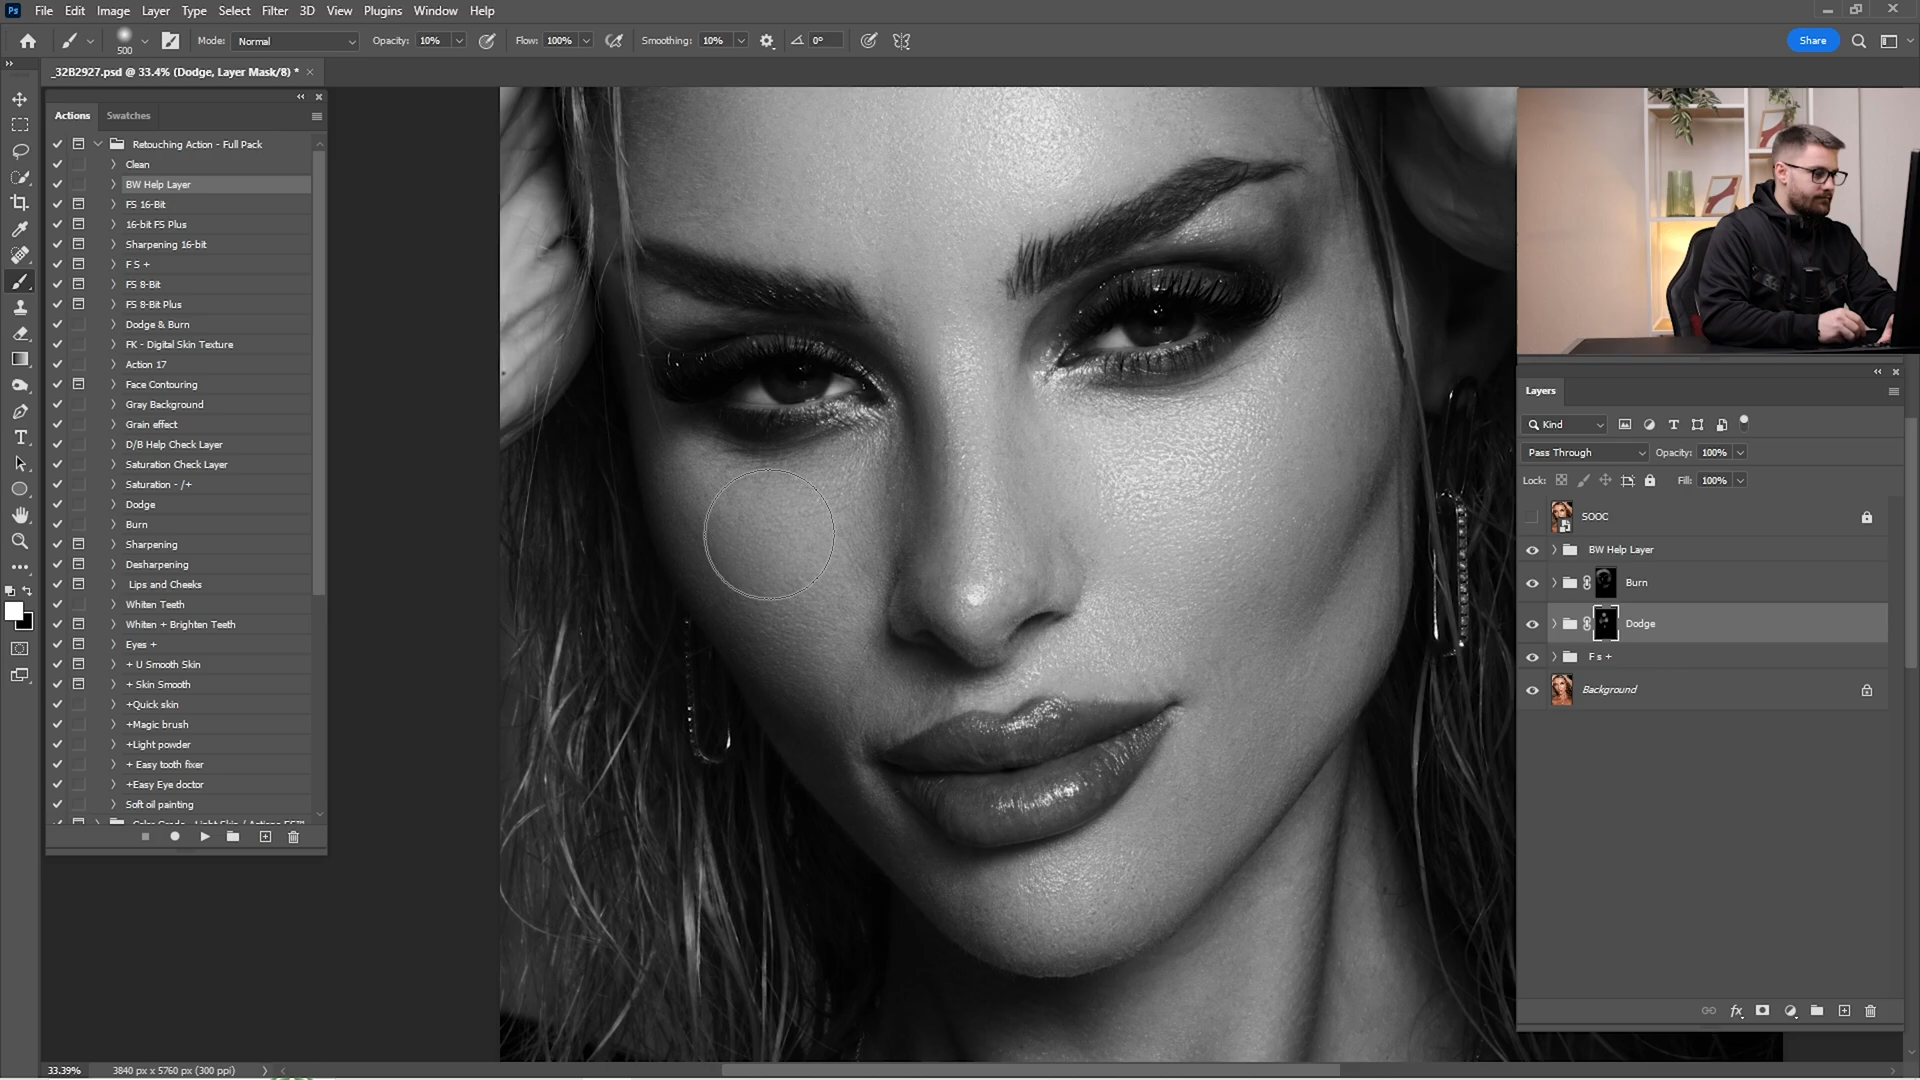 Ps File Edit Image Layer Type Select Filter 3D View Plugins Window Help
500 Mode: Normal Opacity: 10% Flow: 100% Smoothing: 10% 0° Share
_32B2927.psd @ 33.4% (Dodge, Layer Mask/8) *
Actions Swatches
Retouching Action - Full Pack
Clean
BW Help Layer
FS 16-Bit
16-bit FS Plus
Sharpening 16-bit
F S +
FS 8-Bit
FS 8-Bit Plus
Dodge & Burn
FK - Digital Skin Texture
Action 17
Face Contouring
Gray Background
Grain effect
D/B Help Check Layer
Saturation Check Layer
Saturation - /+
Dodge
Burn
Sharpening
Desharpening
Lips and Cheeks
Whiten Teeth
Whiten + Brighten Teeth
Eyes +
+ U Smooth Skin
+ Skin Smooth
+Quick skin
+Magic brush
+Light powder
+ Easy tooth fixer
+Easy Eye doctor
Soft oil painting
Layers
Kind
Pass Through Opacity: 100%
Lock: Fill: 100%
SOOC
BW Help Layer
Burn
Dodge
F s +
Background
33.39% 3840 px x 5760 px (300 ppi)